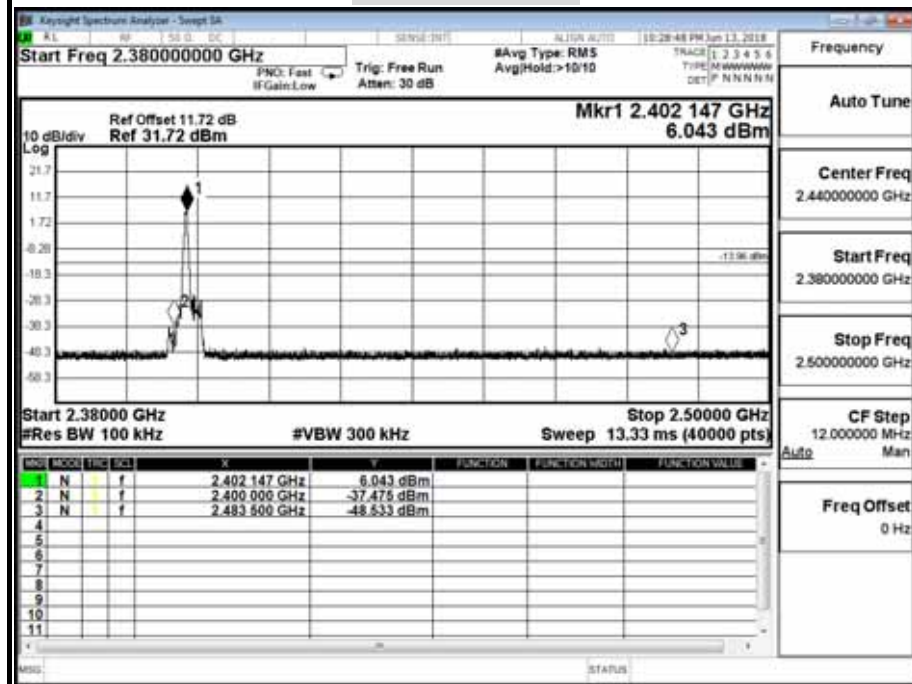 Keysight Spectrum Analyzer - Swept SA
RL RF 50 Ω DC SENSE:INT ALIGN AUTO 10:28:48 PM Jun 13, 2018
Start Freq 2.380000000 GHz
PNO: Fast
IFGain:Low
Trig: Free Run
Atten: 30 dB
#Avg Type: RMS
Avg|Hold:>10/10
TRACE 1 2 3 4 5 6
TYPE M WWWWW
DET P N N N N N
Mkr1 2.402 147 GHz
6.043 dBm
Ref Offset 11.72 dB
10 dB/div Ref 31.72 dBm
Log
21.7
11.7
1.72
-8.28
-18.3
-28.3
-38.3
-48.3
-58.3
1
2
3
-13.96 dBm
Start 2.38000 GHz Stop 2.50000 GHz
#Res BW 100 kHz #VBW 300 kHz Sweep 13.33 ms (40000 pts)
MKR MODE TRC SCL X Y FUNCTION FUNCTION WIDTH FUNCTION VALUE
1 N 1 f 2.402 147 GHz 6.043 dBm
2 N 1 f 2.400 000 GHz -37.475 dBm
3 N 1 f 2.483 500 GHz -48.533 dBm
4
5
6
7
8
9
10
11
MSG STATUS
Frequency
Auto Tune
Center Freq
2.440000000 GHz
Start Freq
2.380000000 GHz
Stop Freq
2.500000000 GHz
CF Step
12.000000 MHz
Auto Man
Freq Offset
0 Hz